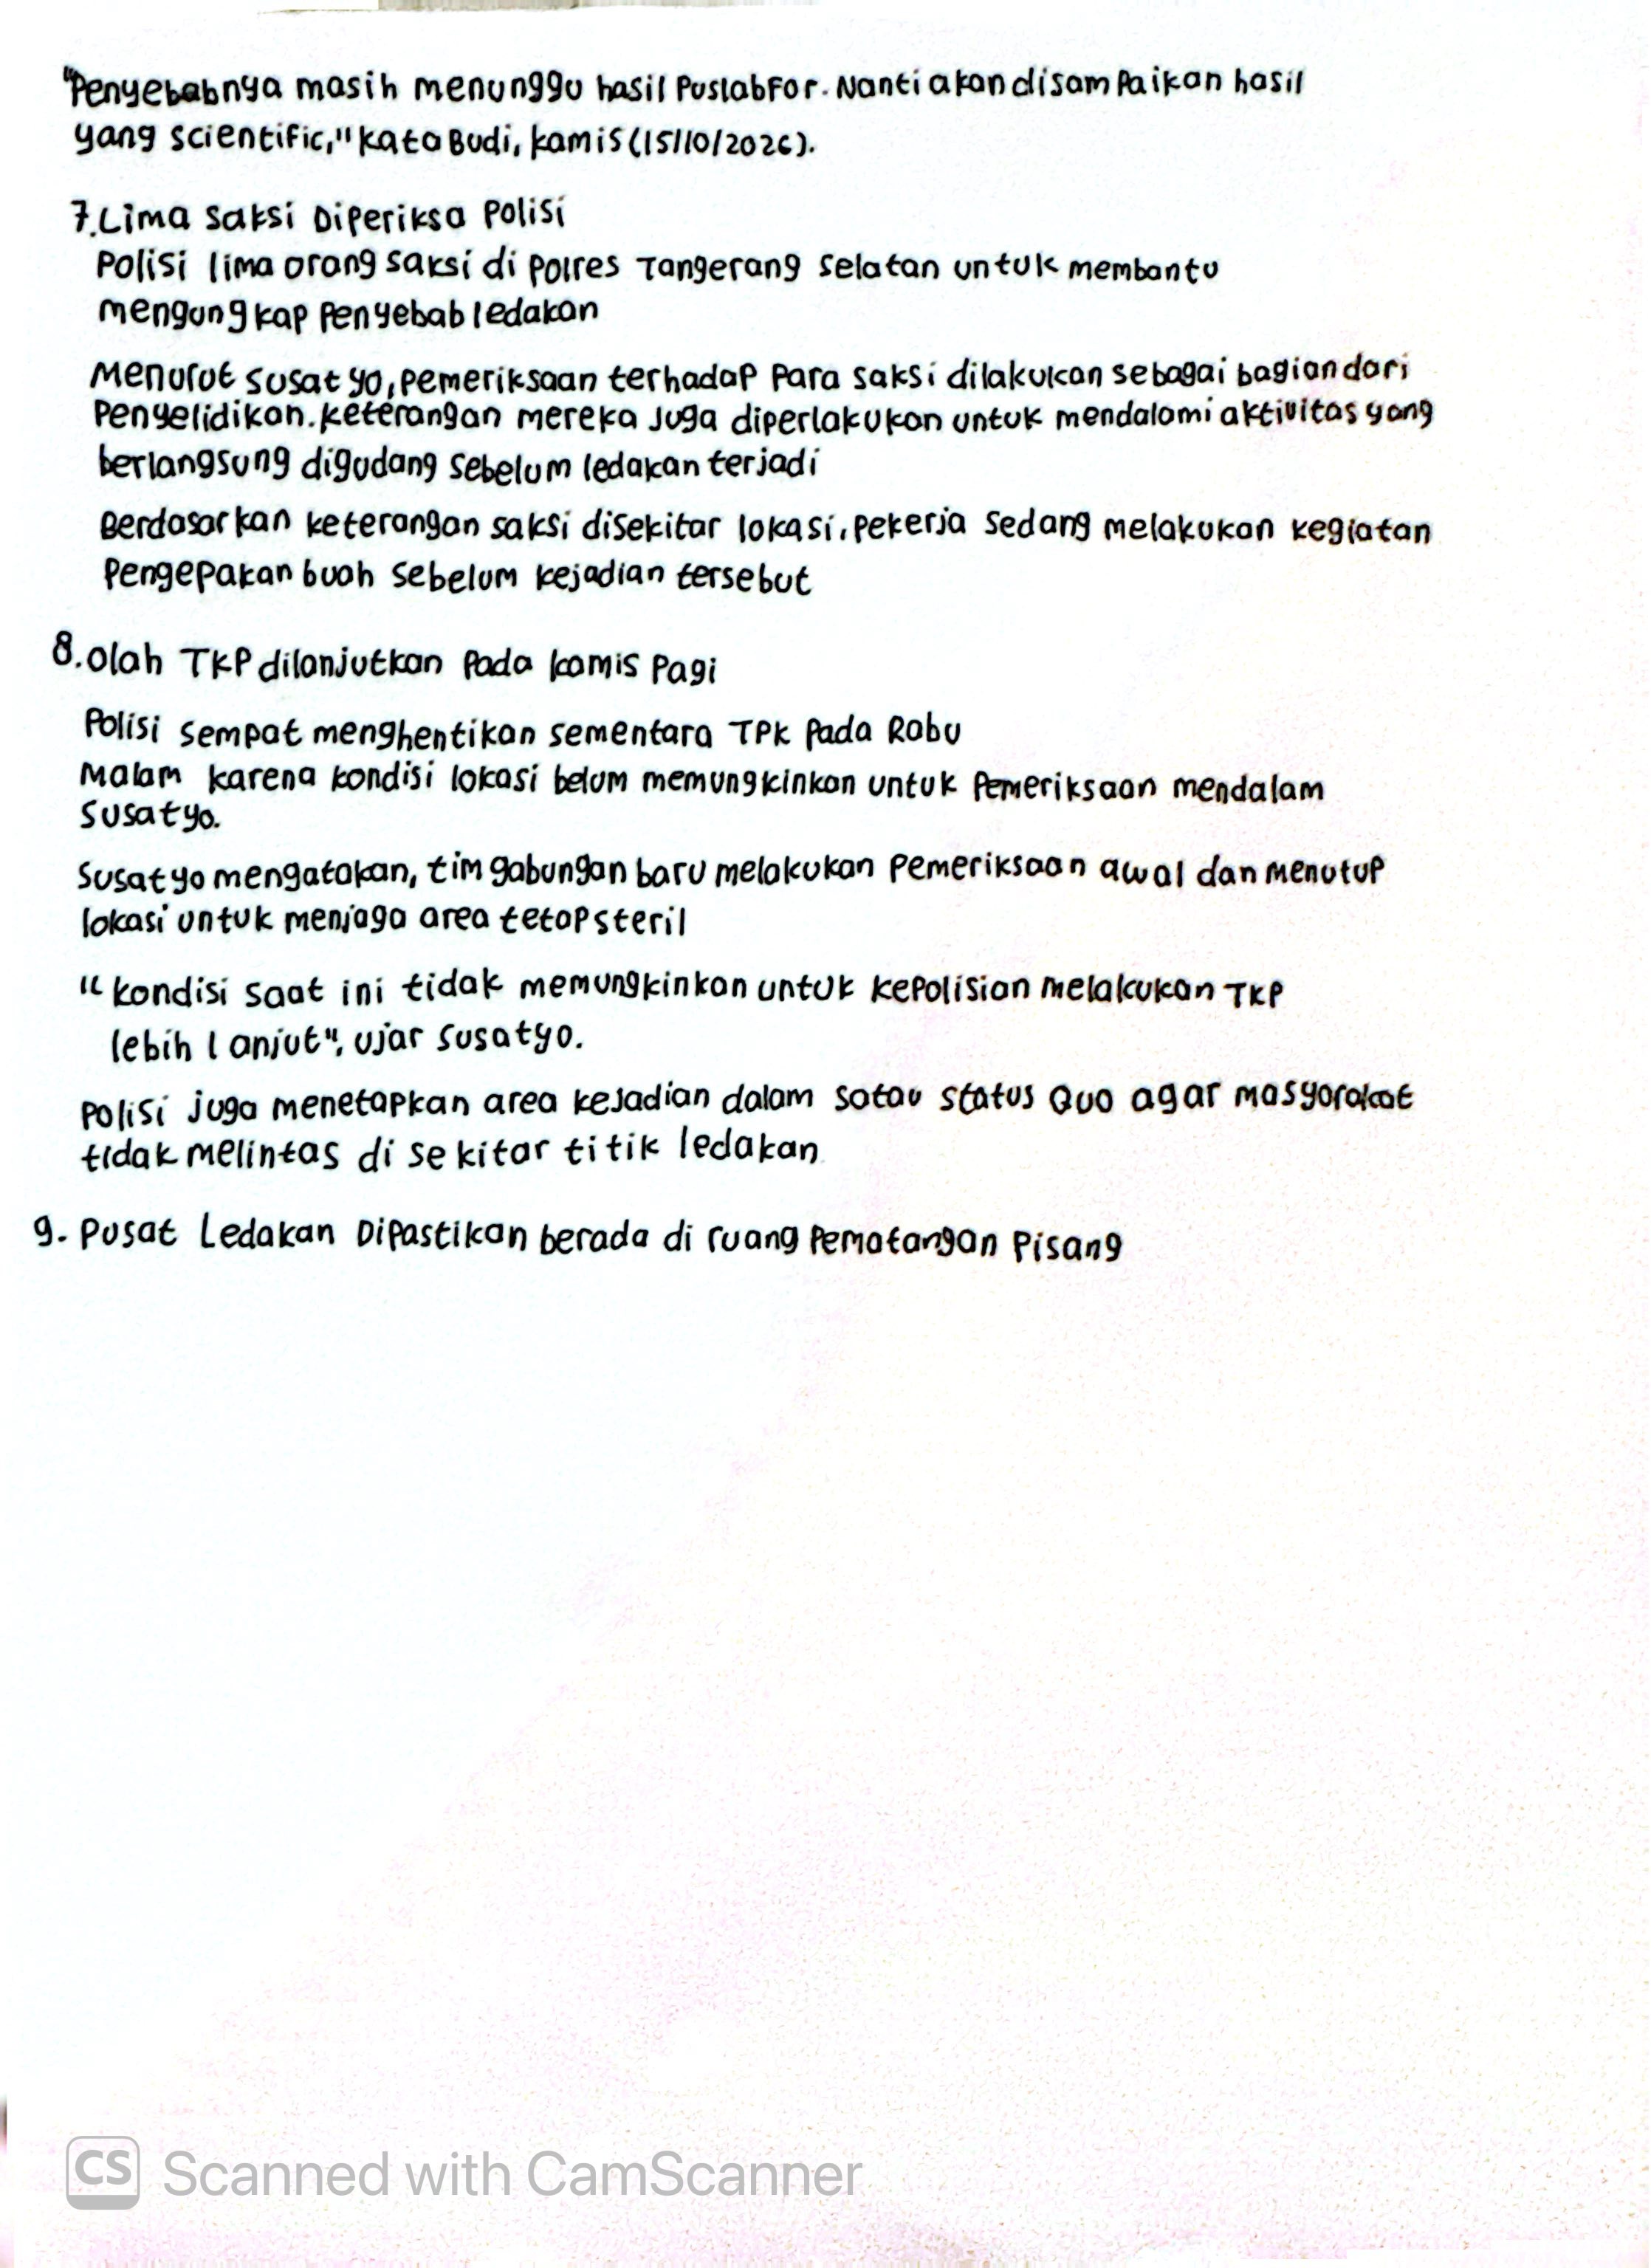 "Penyebabnya masih menunggu hasil PuslabFor. Nanti akan disampaikan hasil
yang scientific," kata Budi, kamis (15/10/2026).
7. Lima saksi Diperiksa Polisi
Polisi lima orang saksi di Polres Tangerang Selatan untuk membantu
mengungkap Penyebab ledakan
Menurut Susatyo, pemeriksaan terhadap Para saksi dilakukan sebagai bagian dari
Penyelidikan. keterangan mereka Juga diperlakukan untuk mendalami aktivitas yang
berlangsung digudang sebelum ledakan terjadi
Berdasarkan keterangan saksi disekitar lokasi, Pekerja sedang melakukan kegiatan
Pengepakan buah sebelum kejadian tersebut
8. Olah TKP dilanjutkan Pada kamis Pagi
Polisi sempat menghentikan sementara TPK Pada Rabu
Malam karena kondisi lokasi belum memungkinkan untuk Pemeriksaan mendalam
Susatyo.
Susatyo mengatakan, tim gabungan baru melakukan Pemeriksaan awal dan Menutup
lokasi untuk menjaga area tetap steril
"kondisi saat ini tidak memungkinkan untuk kepolisian melakukan TKP
lebih lanjut", ujar Susatyo.
Polisi juga menetapkan area kejadian dalam satau status Quo agar masyarakat
tidak melintas di sekitar titik ledakan
9. Pusat Ledakan Dipastikan berada di ruang Pematangan Pisang
CS Scanned with CamScanner